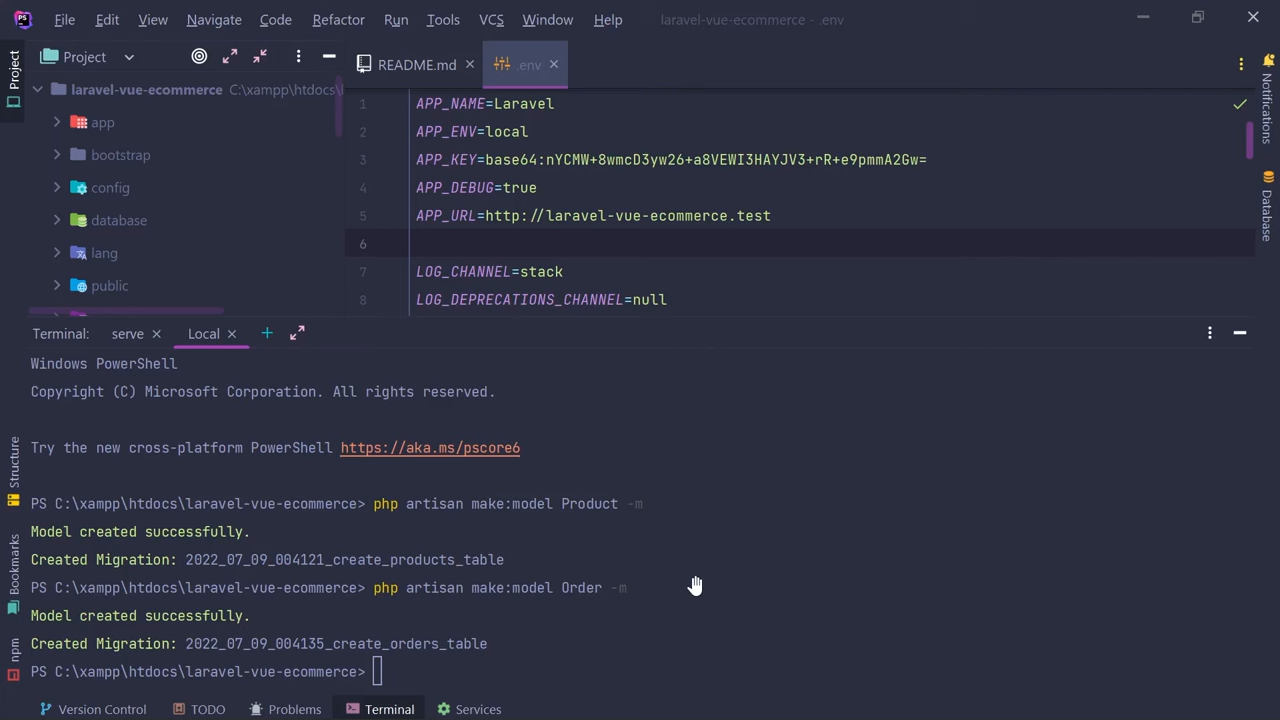 PS File Edit View Navigate Code Refactor Run Tools VCS Window Help laravel-vue-ecommerce - .env
Project
Project
README.md
.env
Notifications
Database
laravel-vue-ecommerce C:\xampp\htdocs\l
app
bootstrap
config
database
lang
public
1 APP_NAME=Laravel
2 APP_ENV=local
3 APP_KEY=base64:nYCMW+8wmcD3yw26+a8VEWI3HAYJV3+rR+e9pmmA2Gw=
4 APP_DEBUG=true
5 APP_URL=http://laravel-vue-ecommerce.test
6
7 LOG_CHANNEL=stack
8 LOG_DEPRECATIONS_CHANNEL=null
Terminal: serve Local
Windows PowerShell
Copyright (C) Microsoft Corporation. All rights reserved.
Try the new cross-platform PowerShell https://aka.ms/pscore6
PS C:\xampp\htdocs\laravel-vue-ecommerce> php artisan make:model Product -m
Model created successfully.
Created Migration: 2022_07_09_004121_create_products_table
PS C:\xampp\htdocs\laravel-vue-ecommerce> php artisan make:model Order -m
Model created successfully.
Created Migration: 2022_07_09_004135_create_orders_table
PS C:\xampp\htdocs\laravel-vue-ecommerce>
Structure
Bookmarks
npm
Version Control TODO Problems Terminal Services